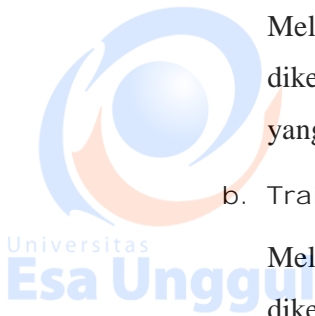 Mel
dike
yang
b. Tra
Universitas
Esa Unggul
Mel
dike